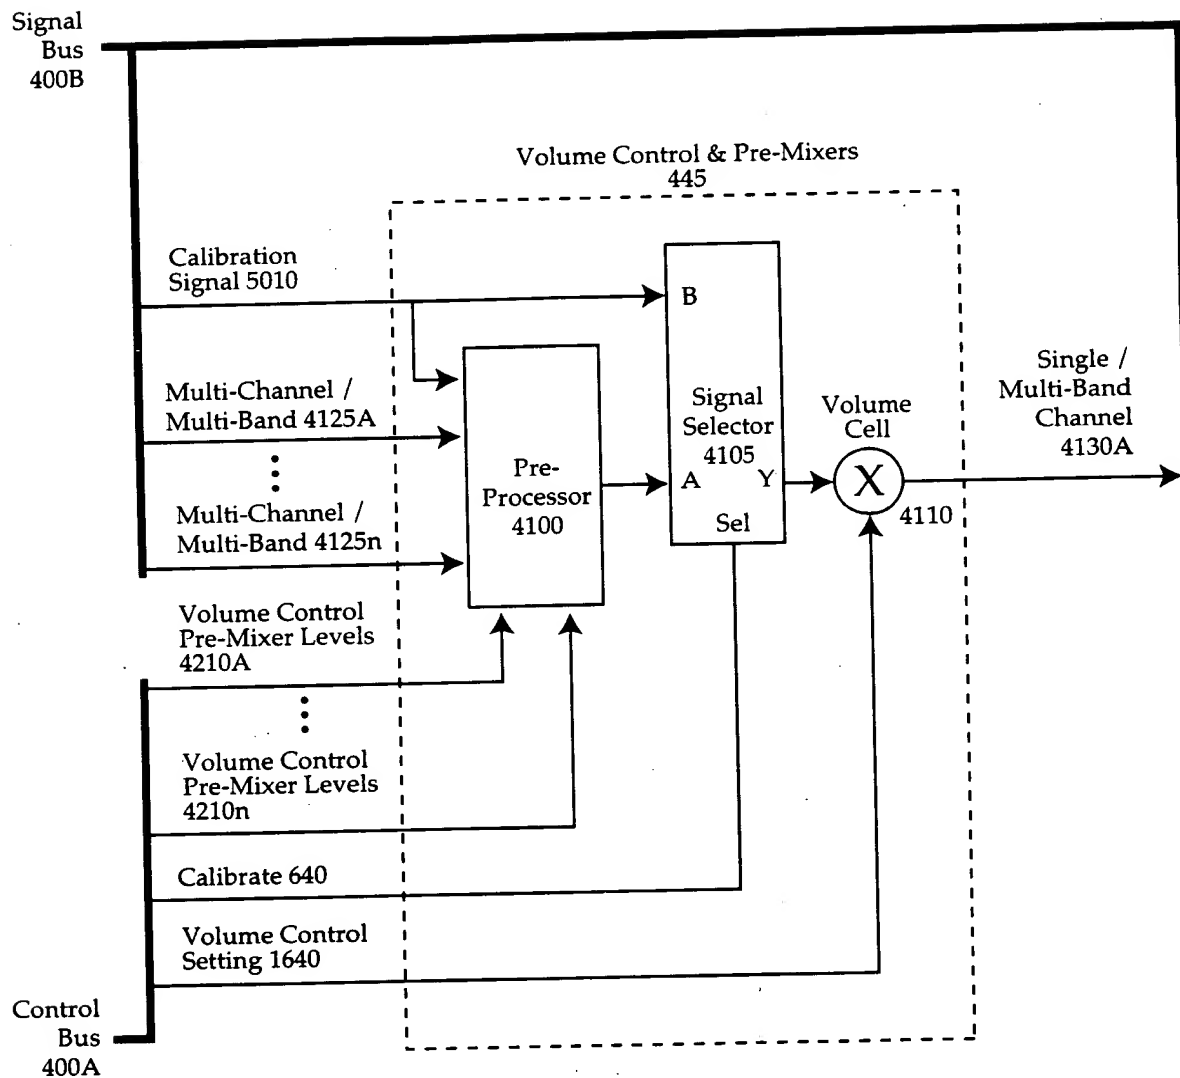 Signal
Bus
400B
Volume Control & Pre-Mixers
445
Calibration
Signal 5010
B
Multi-Channel /
Multi-Band 4125A
Multi-Channel /
Multi-Band 4125n
Pre-
Processor
4100
Signal
Selector
4105
A
Y
Sel
Volume
Cell
X
4110
Single /
Multi-Band
Channel
4130A
Volume Control
Pre-Mixer Levels
4210A
Volume Control
Pre-Mixer Levels
4210n
Calibrate 640
Volume Control
Setting 1640
Control
Bus
400A